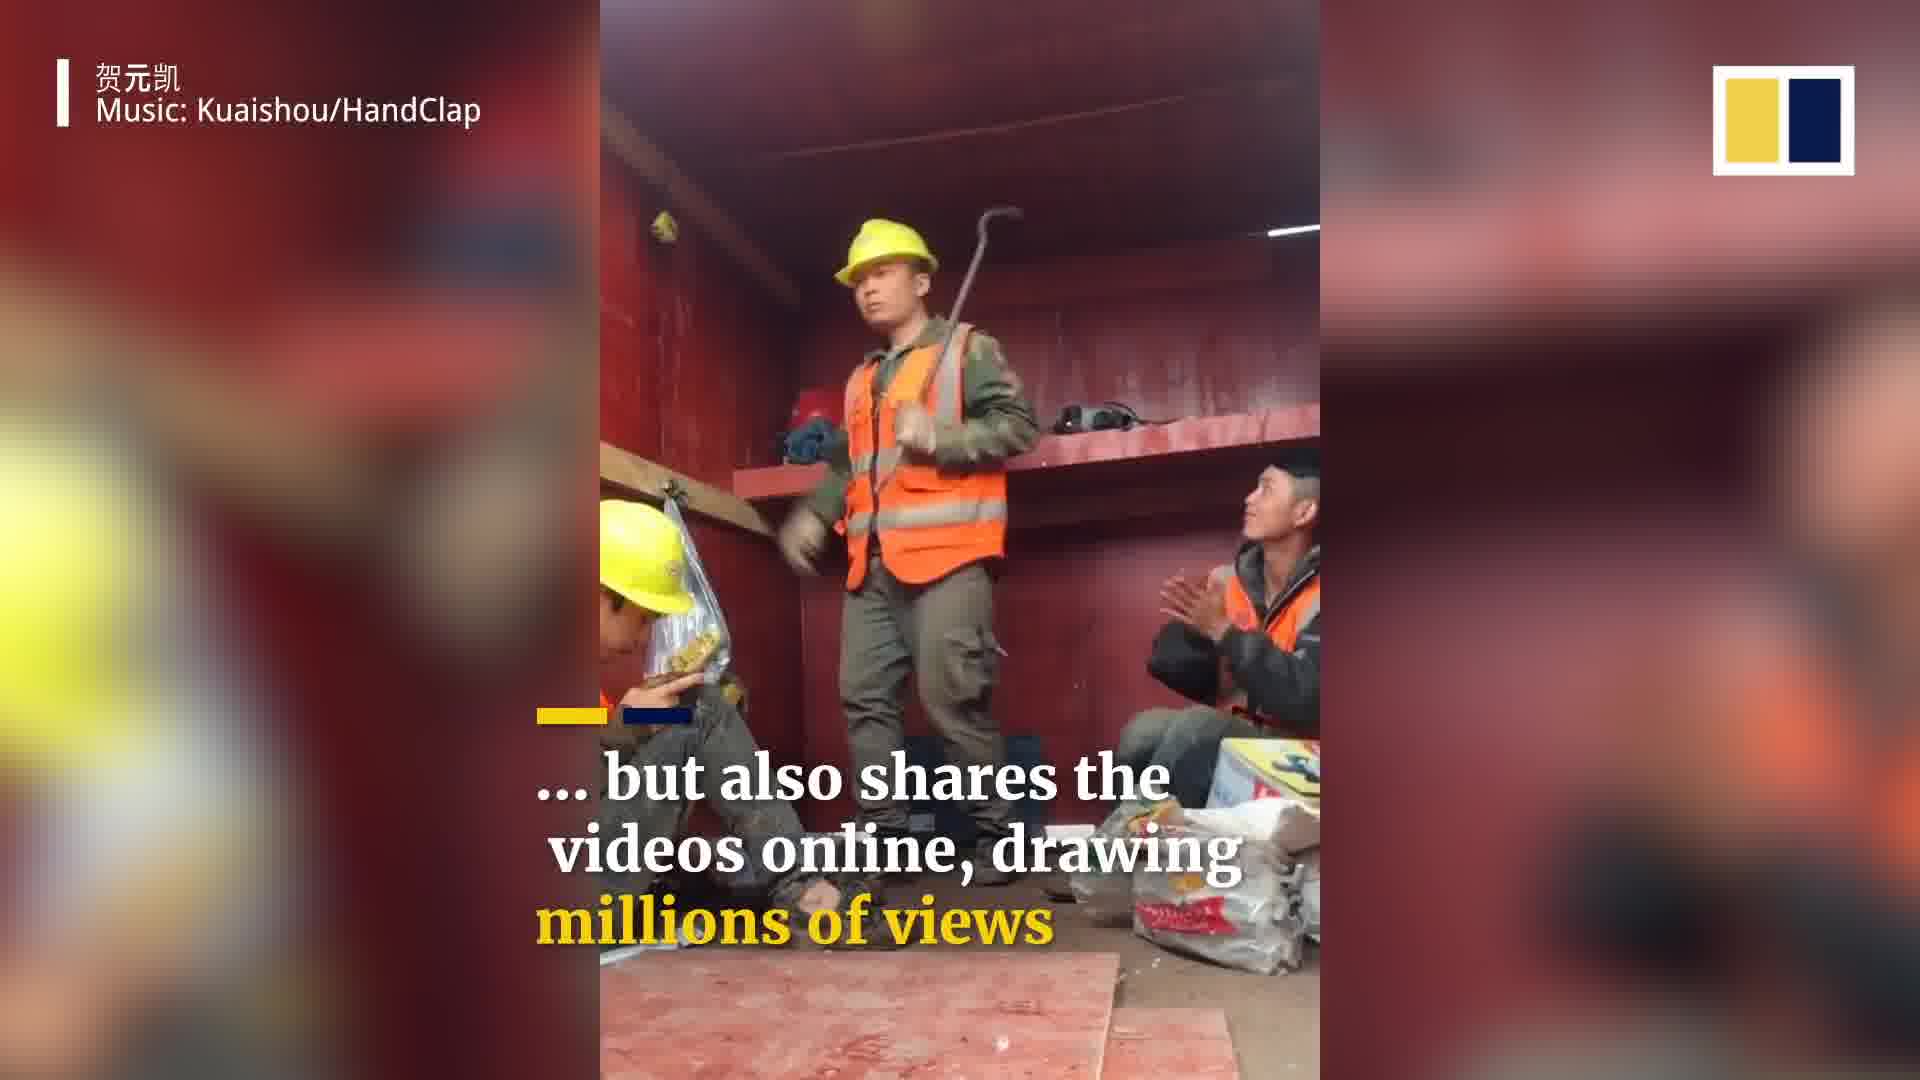 贺元凯
Music: Kuaishou/HandClap
... but also shares the
videos online, drawing
millions of views